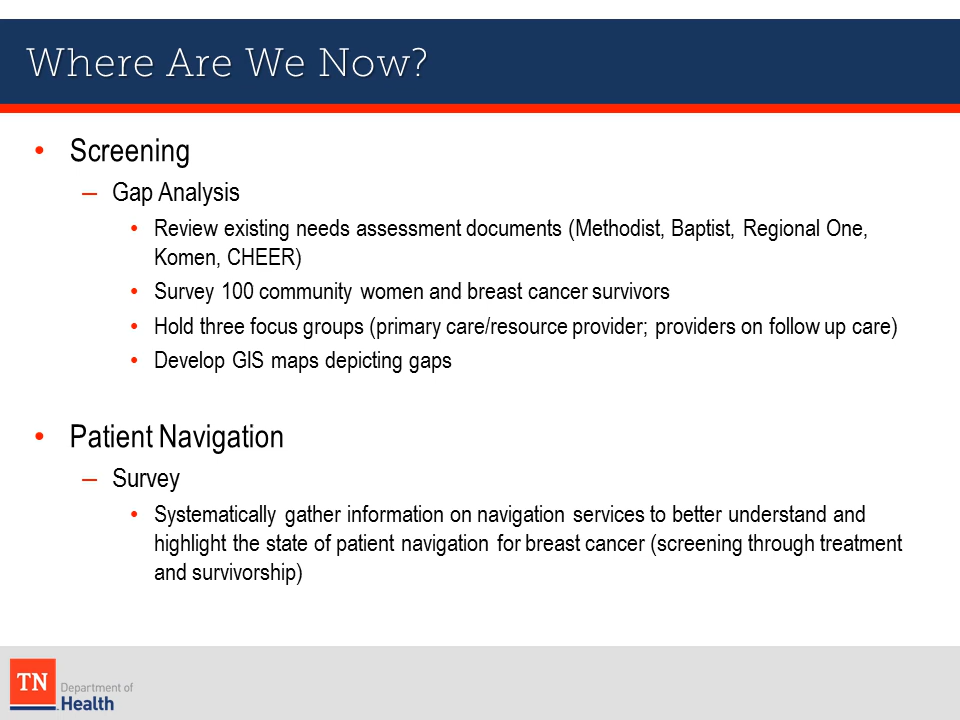 Where Are We Now?
• Screening
– Gap Analysis
• Review existing needs assessment documents (Methodist, Baptist, Regional One,
Komen, CHEER)
• Survey 100 community women and breast cancer survivors
• Hold three focus groups (primary care/resource provider; providers on follow up care)
• Develop GIS maps depicting gaps
• Patient Navigation
– Survey
• Systematically gather information on navigation services to better understand and
highlight the state of patient navigation for breast cancer (screening through treatment
and survivorship)
TN
Department of
Health